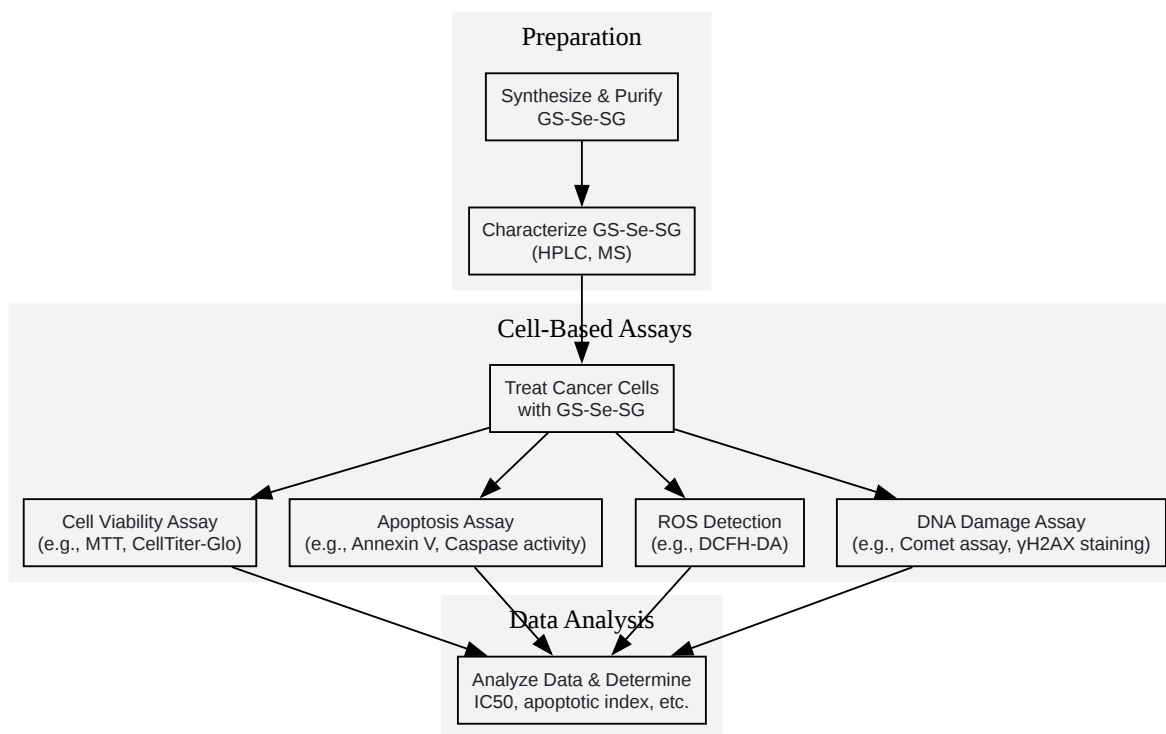 Preparation
Synthesize & Purify
GS-Se-SG
Characterize GS-Se-SG
(HPLC, MS)
Cell-Based Assays
Treat Cancer Cells
with GS-Se-SG
Cell Viability Assay
(e.g., MTT, CellTiter-Glo)
Apoptosis Assay
(e.g., Annexin V, Caspase activity)
ROS Detection
(e.g., DCFH-DA)
DNA Damage Assay
(e.g., Comet assay, γH2AX staining)
Data Analysis
Analyze Data & Determine
IC50, apoptotic index, etc.